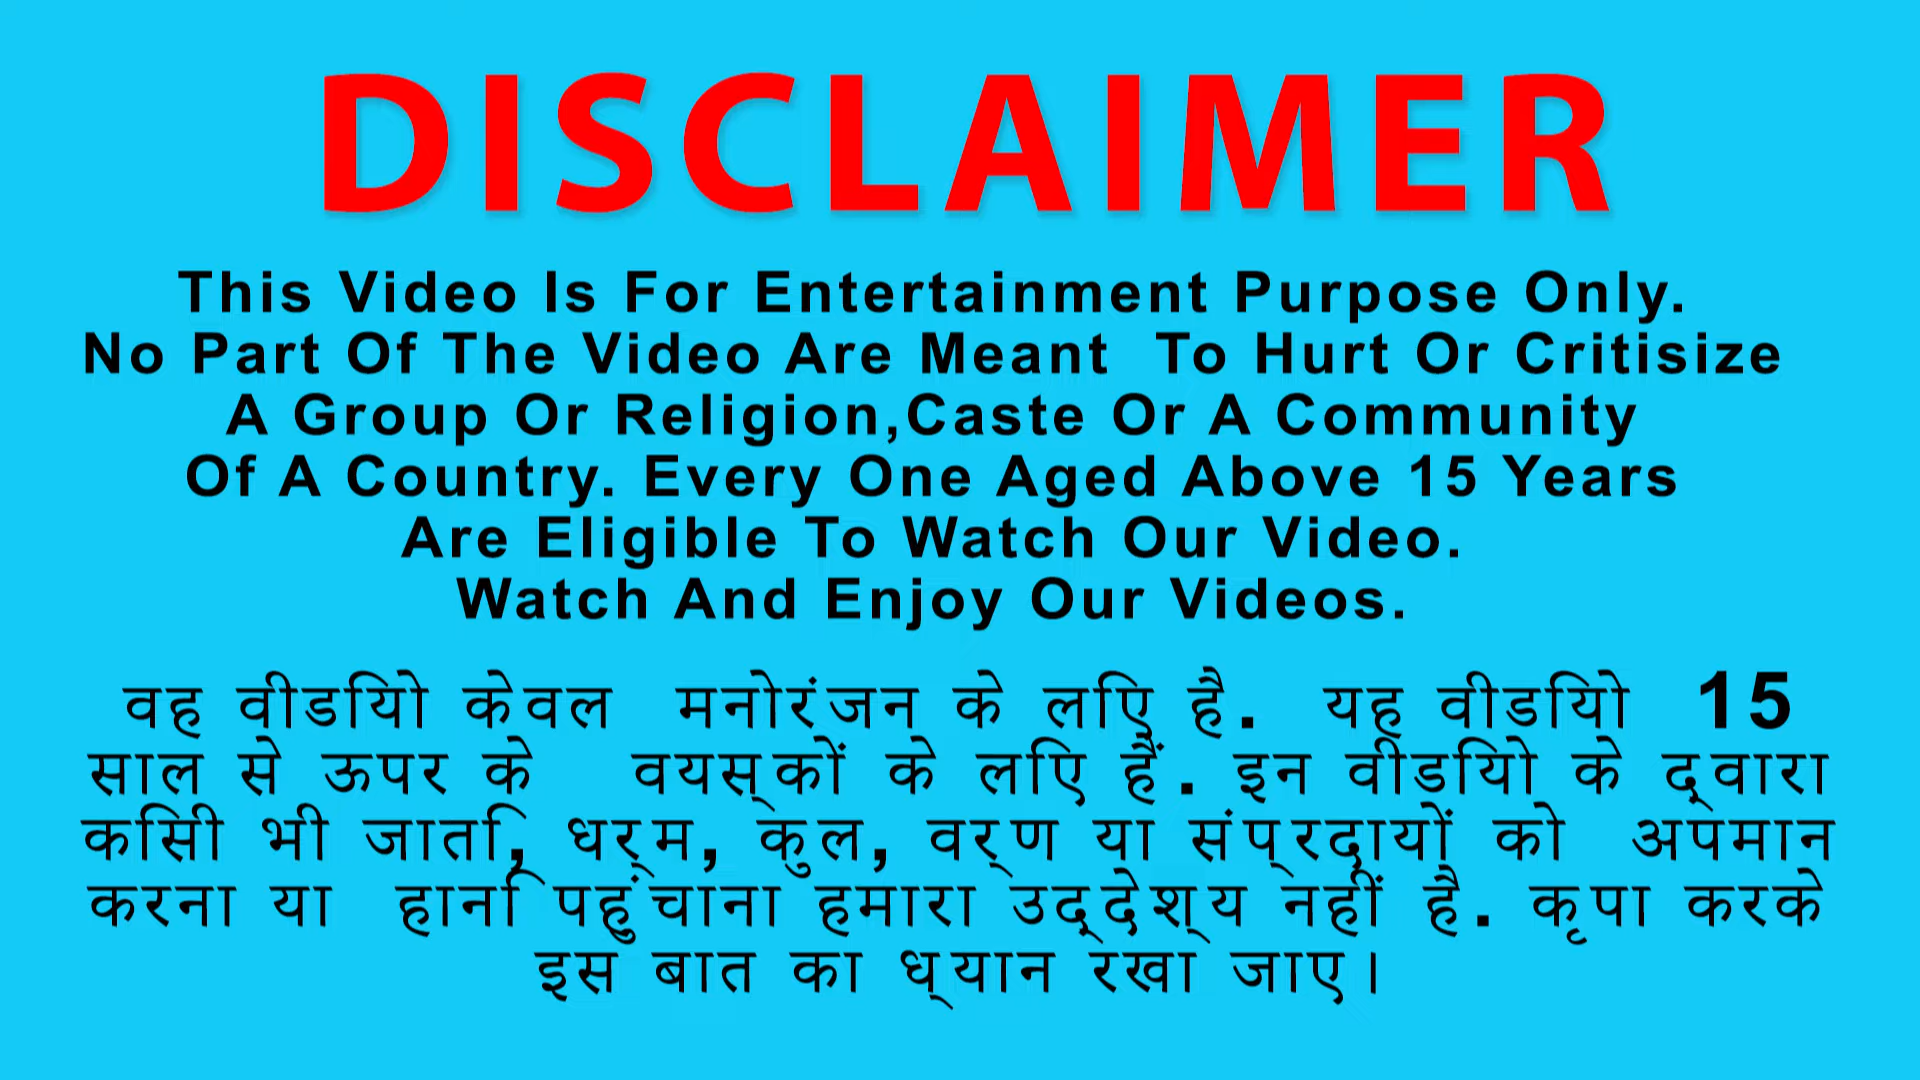 DISCLAIMER
This Video Is For Entertainment Purpose Only.
No Part Of The Video Are Meant To Hurt Or Critisize
A Group Or Religion,Caste Or A Community
Of A Country. Every One Aged Above 15 Years
Are Eligible To Watch Our Video.
Watch And Enjoy Our Videos.
वह वीडियो केवल मनोरंजन के लिए है. यह वीडियो 15
साल से ऊपर के वयस्कों के लिए हैं. इन वीडियो के द्वारा
किसी भी जाति, धर्म, कुल, वर्ण या संप्रदायों को अपमान
करना या हानि पहुंचाना हमारा उद्देश्य नहीं है. कृपा करके
इस बात का ध्यान रखा जाए।